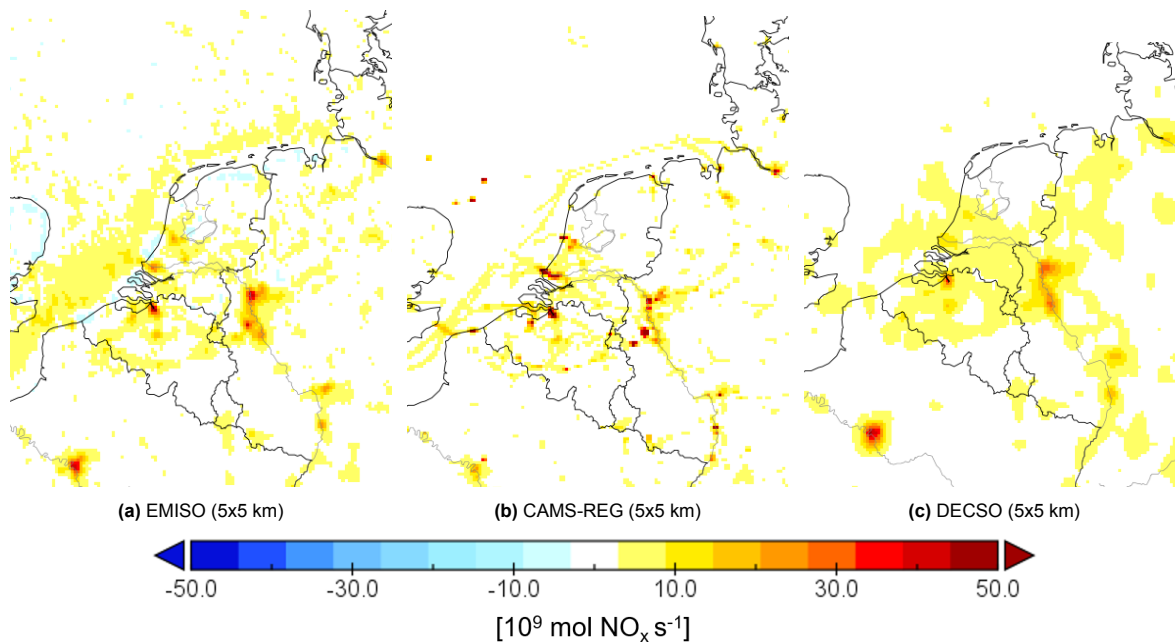 (a) EMISO (5x5 km) (b) CAMS-REG (5x5 km) (c) DECSO (5x5 km)
-50.0 -30.0 -10.0 10.0 30.0 50.0
[10⁹ mol NOₓ s⁻¹]